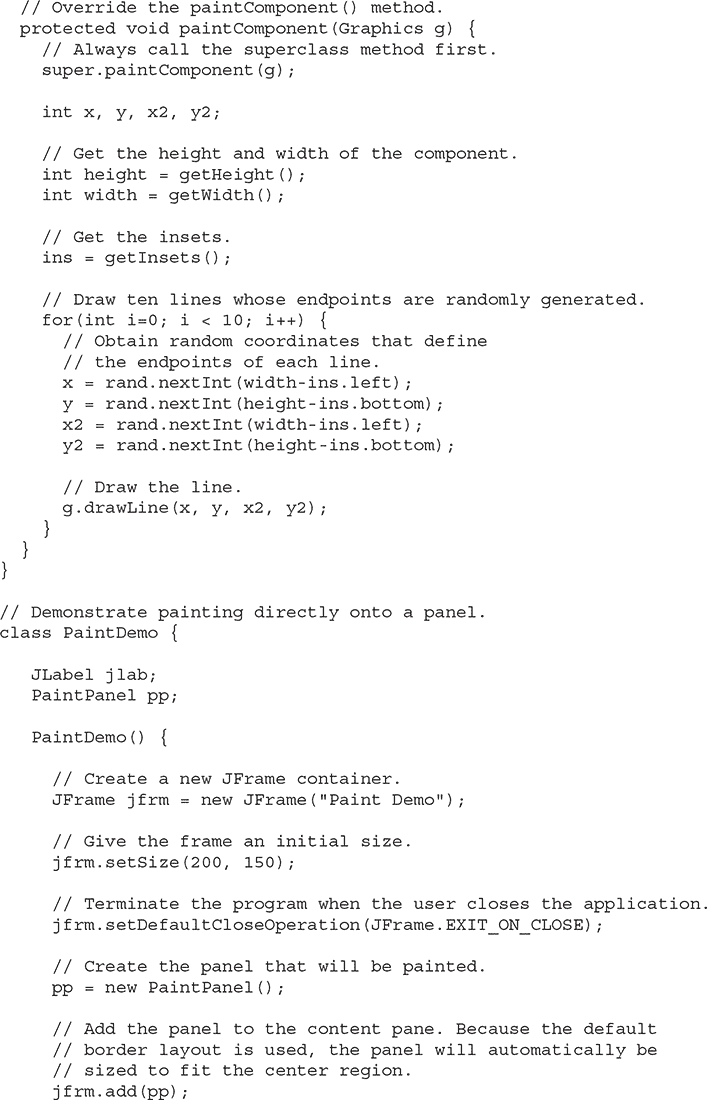 // Override the paintComponent() method.
  protected void paintComponent(Graphics g) {
    // Always call the superclass method first.
    super.paintComponent(g);

    int x, y, x2, y2;

    // Get the height and width of the component.
    int height = getHeight();
    int width = getWidth();

    // Get the insets.
    ins = getInsets();

    // Draw ten lines whose endpoints are randomly generated.
    for(int i=0; i < 10; i++) {
      // Obtain random coordinates that define
      // the endpoints of each line.
      x = rand.nextInt(width-ins.left);
      y = rand.nextInt(height-ins.bottom);
      x2 = rand.nextInt(width-ins.left);
      y2 = rand.nextInt(height-ins.bottom);

      // Draw the line.
      g.drawLine(x, y, x2, y2);
    }
  }
}

// Demonstrate painting directly onto a panel.
class PaintDemo {

   JLabel jlab;
   PaintPanel pp;

   PaintDemo() {

     // Create a new JFrame container.
     JFrame jfrm = new JFrame("Paint Demo");

     // Give the frame an initial size.
     jfrm.setSize(200, 150);

     // Terminate the program when the user closes the application.
     jfrm.setDefaultCloseOperation(JFrame.EXIT_ON_CLOSE);

     // Create the panel that will be painted.
     pp = new PaintPanel();

     // Add the panel to the content pane. Because the default
     // border layout is used, the panel will automatically be
     // sized to fit the center region.
     jfrm.add(pp);